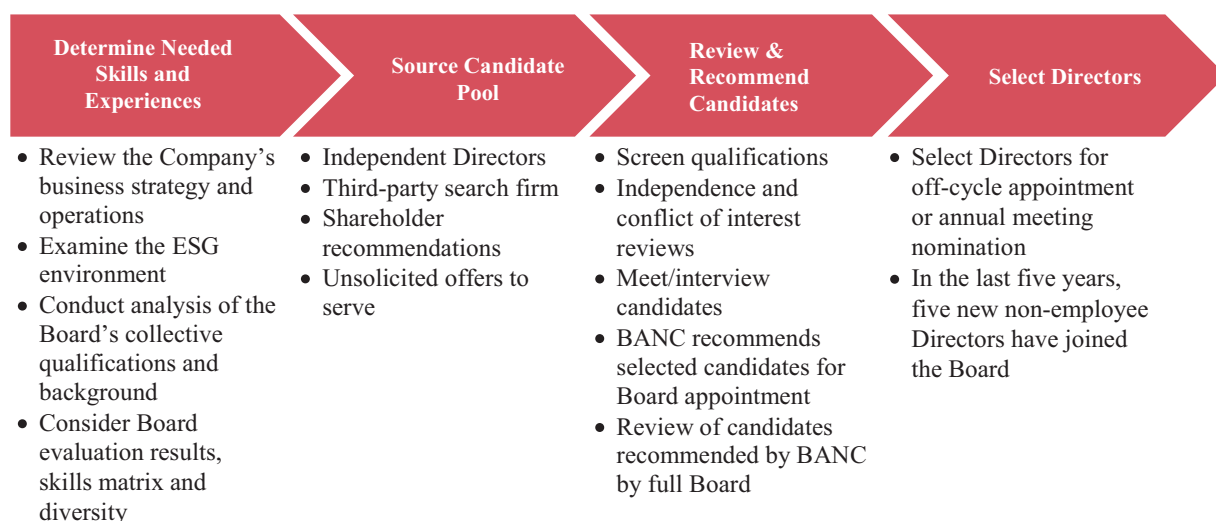 Determine Needed
Skills and
Experiences
• Review the Company's
business strategy and
operations
• Examine the ESG
environment
• Conduct analysis of the
Board's collective
qualifications and
background
• Consider Board
evaluation results,
skills matrix and
diversity
Source Candidate
Pool
• Independent Directors
• Third-party search firm
• Shareholder
recommendations
• Unsolicited offers to
serve
Review &
Recommend
Candidates
• Screen qualifications
• Independence and
conflict of interest
reviews
• Meet/interview
candidates
• BANC recommends
selected candidates for
Board appointment
• Review of candidates
recommended by BANC
by full Board
Select Directors
• Select Directors for
off-cycle appointment
or annual meeting
nomination
• In the last five years,
five new non-employee
Directors have joined
the Board